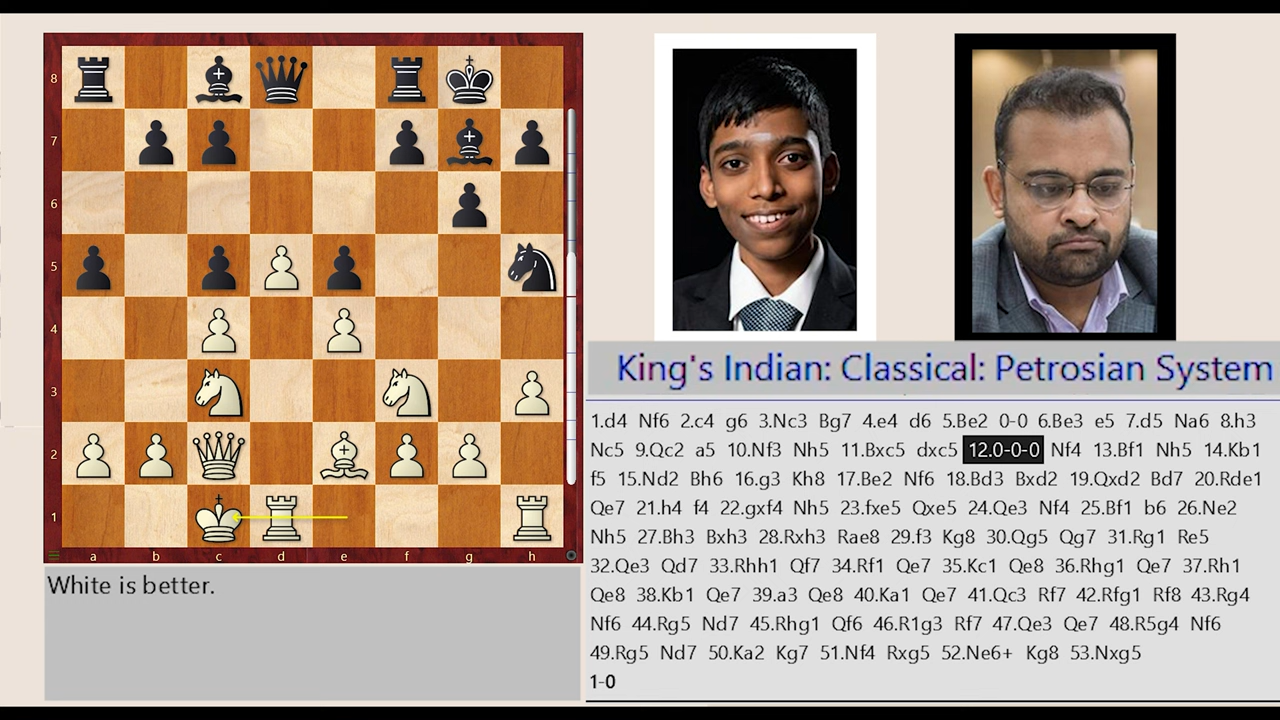 8
7
6
5
4
3
2
1
a b c d e f g h
White is better.
King's Indian: Classical: Petrosian System
1.d4 Nf6 2.c4 g6 3.Nc3 Bg7 4.e4 d6 5.Be2 0-0 6.Be3 e5 7.d5 Na6 8.h3
Nc5 9.Qc2 a5 10.Nf3 Nh5 11.Bxc5 dxc5 12.0-0-0 Nf4 13.Bf1 Nh5 14.Kb1
f5 15.Nd2 Bh6 16.g3 Kh8 17.Be2 Nf6 18.Bd3 Bxd2 19.Qxd2 Bd7 20.Rde1
Qe7 21.h4 f4 22.gxf4 Nh5 23.fxe5 Qxe5 24.Qe3 Nf4 25.Bf1 b6 26.Ne2
Nh5 27.Bh3 Bxh3 28.Rxh3 Rae8 29.f3 Kg8 30.Qg5 Qg7 31.Rg1 Re5
32.Qe3 Qd7 33.Rhh1 Qf7 34.Rf1 Qe7 35.Kc1 Qe8 36.Rhg1 Qe7 37.Rh1
Qe8 38.Kb1 Qe7 39.a3 Qe8 40.Ka1 Qe7 41.Qc3 Rf7 42.Rfg1 Rf8 43.Rg4
Nf6 44.Rg5 Nd7 45.Rhg1 Qf6 46.R1g3 Rf7 47.Qe3 Qe7 48.R5g4 Nf6
49.Rg5 Nd7 50.Ka2 Kg7 51.Nf4 Rxg5 52.Ne6+ Kg8 53.Nxg5
1-0